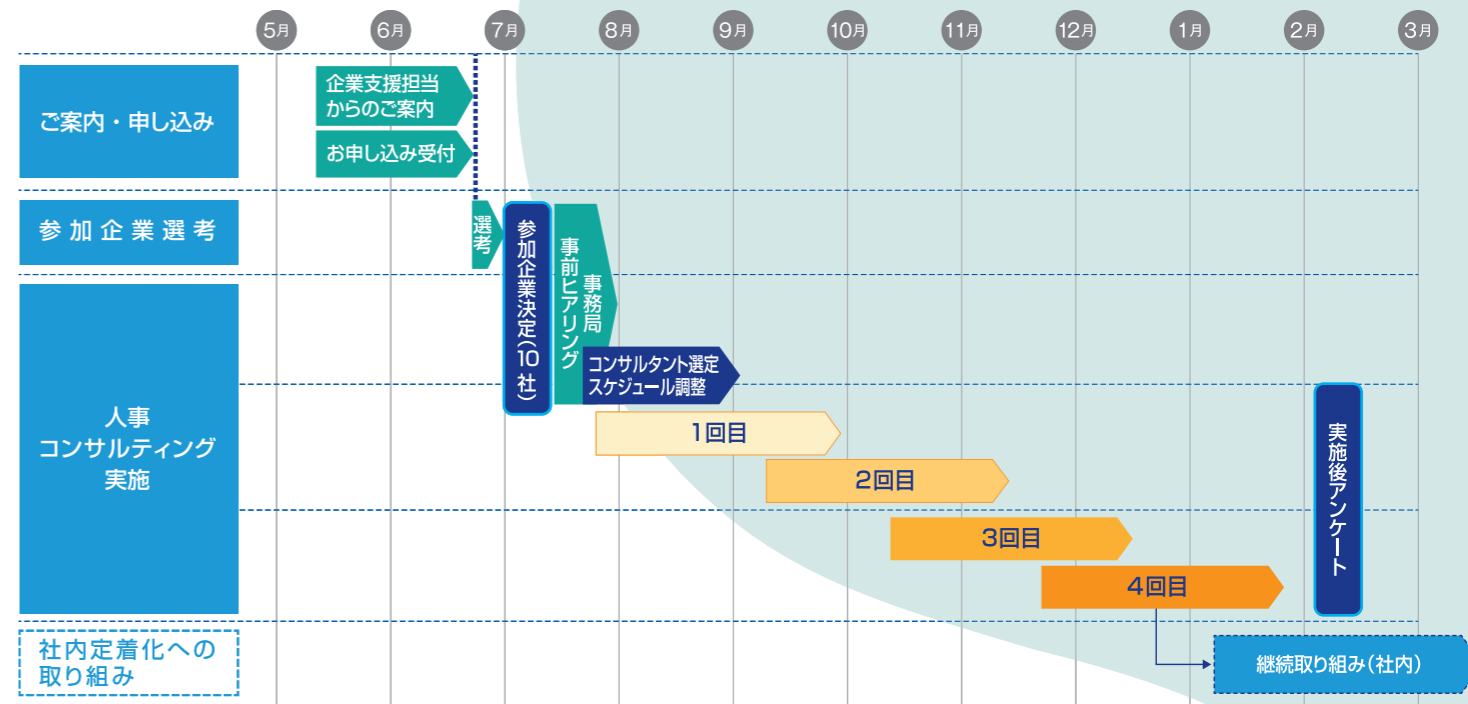 5月
6月
7月
8月
9月
10月
11月
12月
1月
2月
3月
ご案内・申し込み
企業支援担当
からのご案内
お申し込み受付
参加企業選考
選考
参加企業決定(10社)
事務局
事前ヒアリング
人事
コンサルティング
実施
コンサルタント選定
スケジュール調整
1回目
2回目
3回目
4回目
実施後アンケート
社内定着化への
取り組み
継続取り組み(社内)